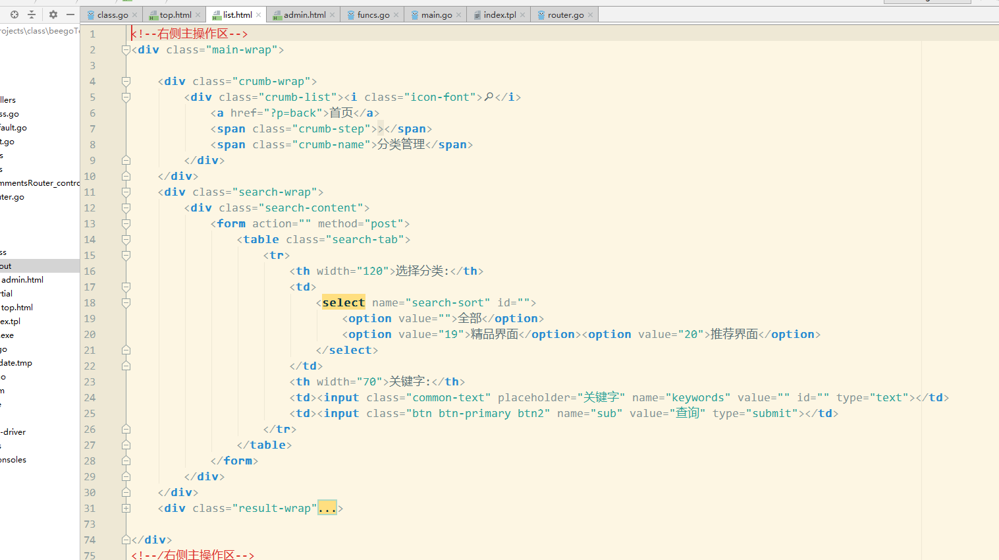 class.go top.html list.html admin.html funcs.go main.go index.tpl router.go
rojects\class\beegoTe
llers
ss.go
fault.go
t.go
s
s
mmentsRouter_contro
uter.go
ss
out
admin.html
rtial
top.html
ex.tpl
.exe
go
date.tmp
o
m
e
-driver
s
onsoles
1 <!--右侧主操作区-->
2 <div class="main-wrap">
3
4 <div class="crumb-wrap">
5 <div class="crumb-list"><i class="icon-font">🔎</i>
6 <a href="?p=back">首页</a>
7 <span class="crumb-step">></span>
8 <span class="crumb-name">分类管理</span>
9 </div>
10 </div>
11 <div class="search-wrap">
12 <div class="search-content">
13 <form action="" method="post">
14 <table class="search-tab">
15 <tr>
16 <th width="120">选择分类:</th>
17 <td>
18 <select name="search-sort" id="">
19 <option value="">全部</option>
20 <option value="19">精品界面</option><option value="20">推荐界面</option>
21 </select>
22 </td>
23 <th width="70">关键字:</th>
24 <td><input class="common-text" placeholder="关键字" name="keywords" value="" id="" type="text"></td>
25 <td><input class="btn btn-primary btn2" name="sub" value="查询" type="submit"></td>
26 </tr>
27 </table>
28 </form>
29 </div>
30 </div>
31 <div class="result-wrap"...>
73
74 </div>
75 <!--/右侧主操作区-->